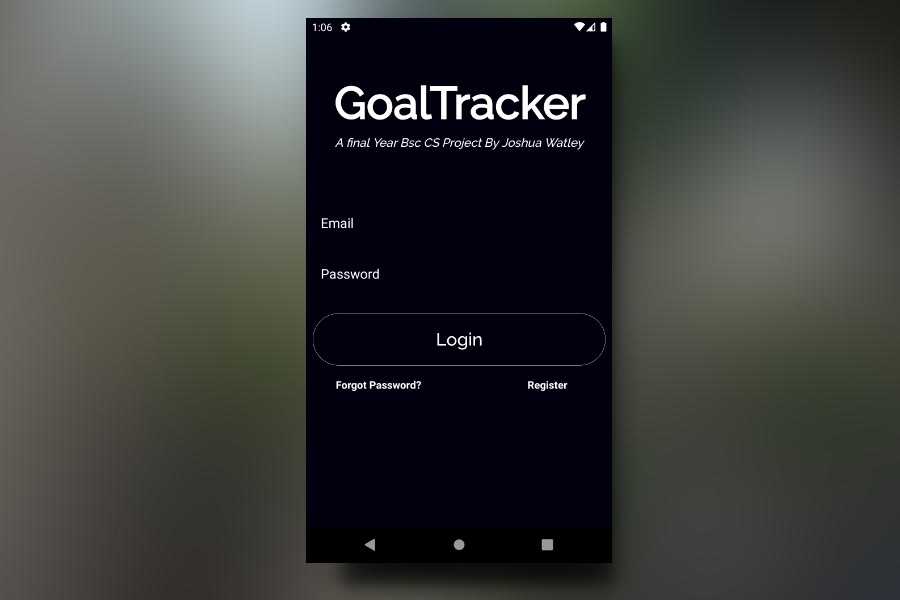 1:06
GoalTracker
A final Year Bsc CS Project By Joshua Watley
Email
Password
Login
Forgot Password? Register